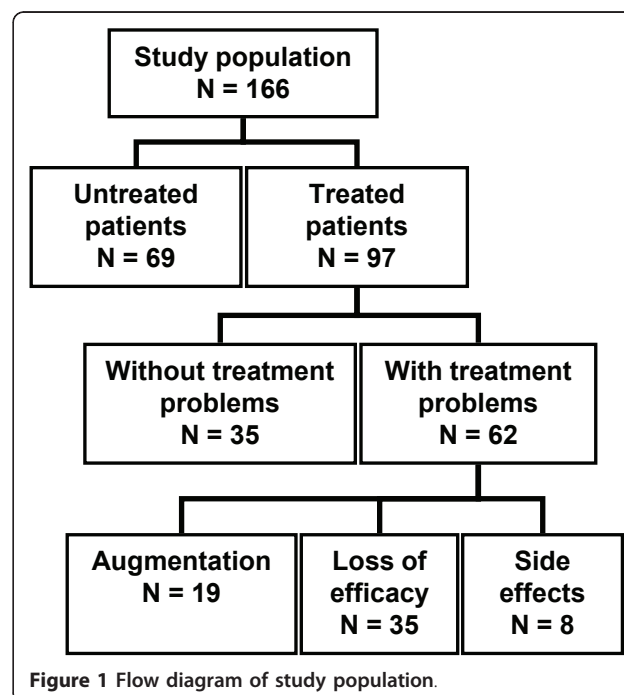 Study population
N = 166
Untreated
patients
N = 69
Treated
patients
N = 97
Without treatment
problems
N = 35
With treatment
problems
N = 62
Augmentation
N = 19
Loss of
efficacy
N = 35
Side
effects
N = 8
Figure 1 Flow diagram of study population.